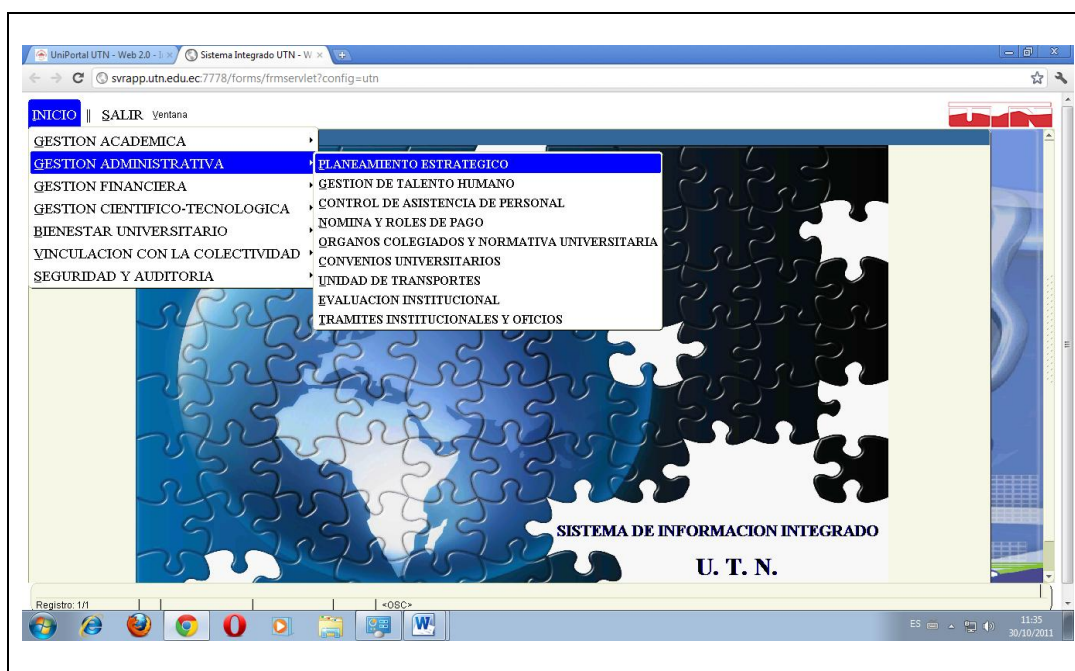 UniPortal UTN - Web 2.0 - I
Sistema Integrado UTN - W
svrapp.utn.edu.ec:7778/forms/frmservlet?config=utn
INICIO || SALIR Ventana
UTN
GESTION ACADEMICA
GESTION ADMINISTRATIVA
GESTION FINANCIERA
GESTION CIENTIFICO-TECNOLOGICA
BIENESTAR UNIVERSITARIO
VINCULACION CON LA COLECTIVIDAD
SEGURIDAD Y AUDITORIA
PLANEAMIENTO ESTRATEGICO
GESTION DE TALENTO HUMANO
CONTROL DE ASISTENCIA DE PERSONAL
NOMINA Y ROLES DE PAGO
ORGANOS COLEGIADOS Y NORMATIVA UNIVERSITARIA
CONVENIOS UNIVERSITARIOS
UNIDAD DE TRANSPORTES
EVALUACION INSTITUCIONAL
TRAMITES INSTITUCIONALES Y OFICIOS
SISTEMA DE INFORMACION INTEGRADO
U. T. N.
Registro: 1/1 <OSC>
ES 11:35
30/10/2011